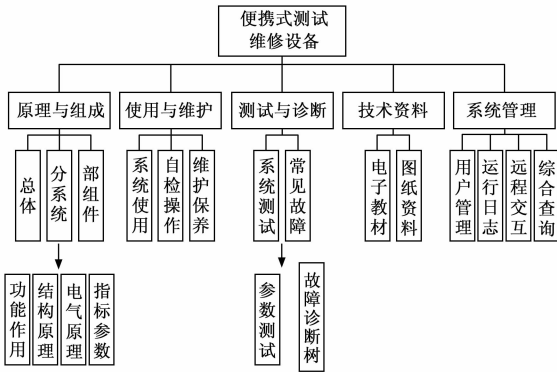 便携式测试
维修设备
原理与组成
使用与维护
测试与诊断
技术资料
系统管理
总体
分系统
部组件
系统使用
自检操作
维护保养
系统测试
常见故障
电子教材
图纸资料
用户管理
运行日志
远程交互
综合查询
功能作用
结构原理
电气原理
指标参数
参数测试
故障诊断树